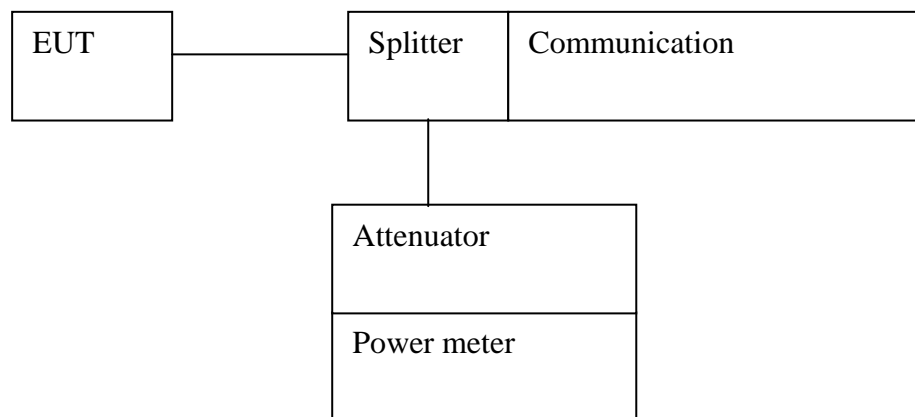 EUT
Splitter
Communication
Attenuator
Power meter